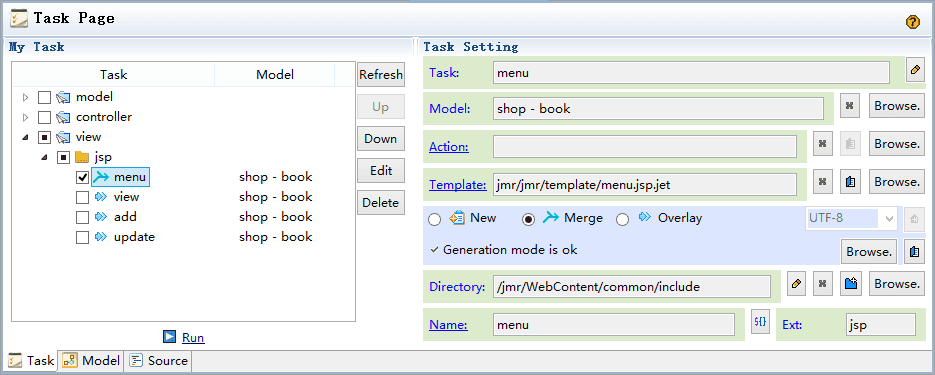 Task Page
My Task
Task Model
model
controller
view
jsp
menu shop - book
view shop - book
add shop - book
update shop - book
Refresh
Up
Down
Edit
Delete
Run
Task Setting
Task: menu
Model: shop - book Browse.
Action: Browse.
Template: jmr/jmr/template/menu.jsp.jet Browse.
New Merge Overlay UTF-8
Generation mode is ok Browse.
Directory: /jmr/WebContent/common/include Browse.
Name: menu ${} Ext: jsp
Task Model Source